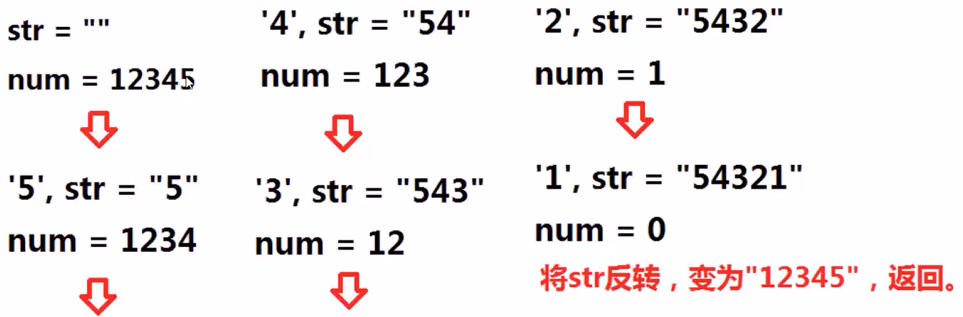 str = ""
num = 12345
'5', str = "5"
num = 1234
'4', str = "54"
num = 123
'3', str = "543"
num = 12
'2', str = "5432"
num = 1
'1', str = "54321"
num = 0
将str反转，变为"12345"，返回。